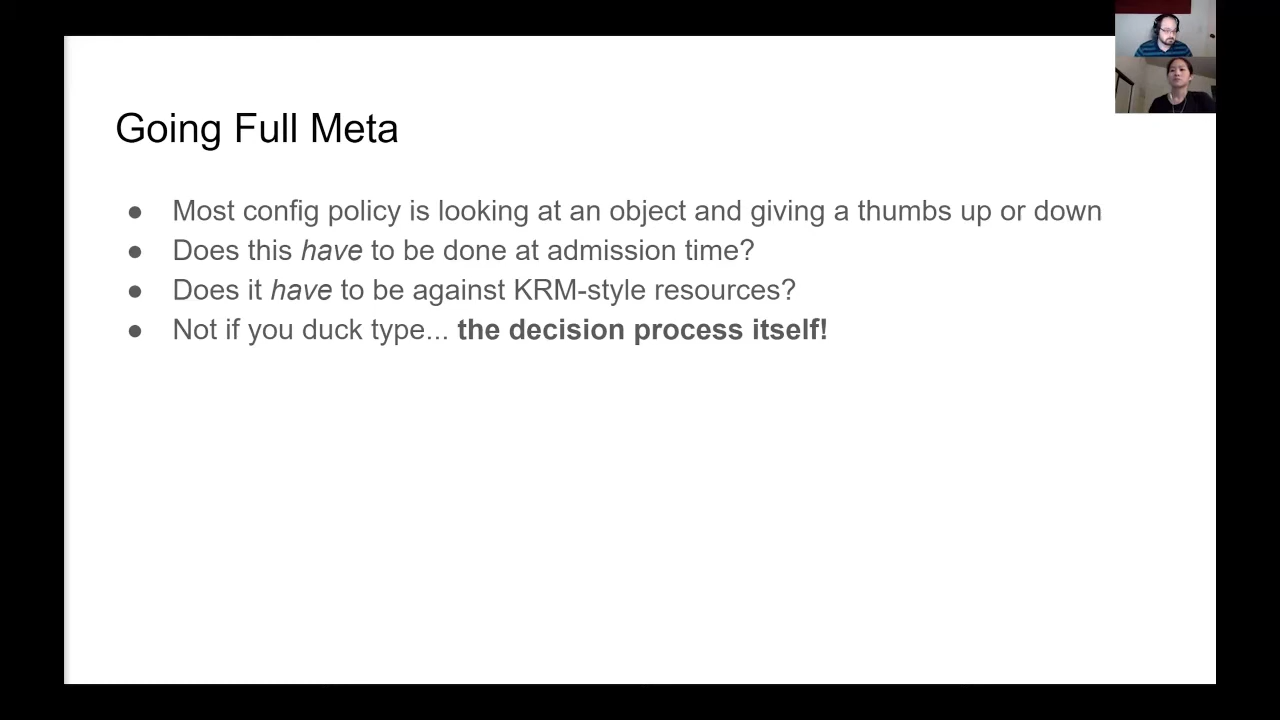 Going Full Meta
● Most config policy is looking at an object and giving a thumbs up or down
● Does this have to be done at admission time?
● Does it have to be against KRM-style resources?
● Not if you duck type... the decision process itself!